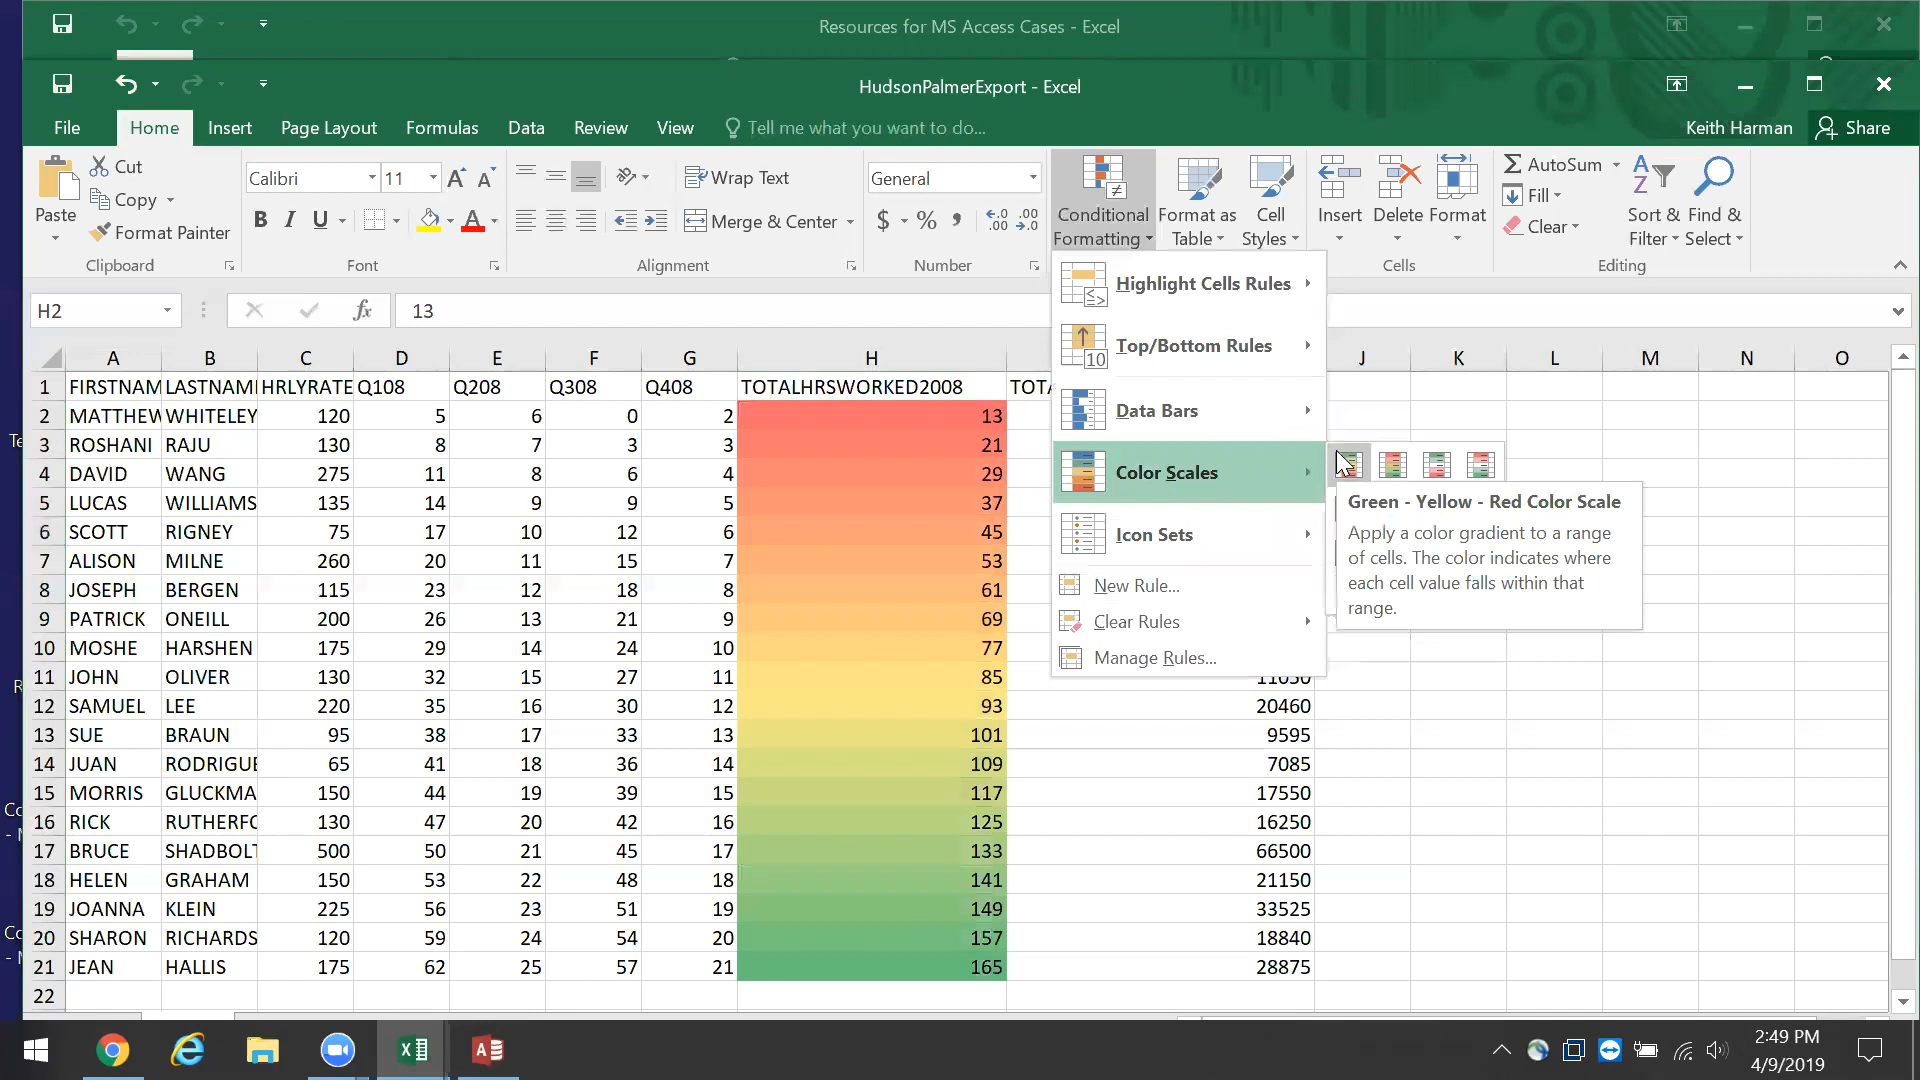 Resources for MS Access Cases - Excel
HudsonPalmerExport - Excel
File Home Insert Page Layout Formulas Data Review View Tell me what you want to do... Keith Harman Share
Paste
Cut
Copy
Format Painter
Clipboard
Calibri 11
B I U
Font
Wrap Text
Merge & Center
Alignment
General
$ % , .0 .00 .00 .0
Number
Conditional Formatting
Format as Table
Cell Styles
Insert Delete Format
Cells
AutoSum
Fill
Clear
Sort & Filter
Find & Select
Editing
H2 fx 13
A B C D E F G H J K L M N O
1 FIRSTNAM LASTNAMI HRLYRATE Q108 Q208 Q308 Q408 TOTALHRSWORKED2008 TOTA
2 MATTHEW WHITELEY 120 5 6 0 2 13
3 ROSHANI RAJU 130 8 7 3 3 21
4 DAVID WANG 275 11 8 6 4 29
5 LUCAS WILLIAMS 135 14 9 9 5 37
6 SCOTT RIGNEY 75 17 10 12 6 45
7 ALISON MILNE 260 20 11 15 7 53
8 JOSEPH BERGEN 115 23 12 18 8 61
9 PATRICK ONEILL 200 26 13 21 9 69
10 MOSHE HARSHEN 175 29 14 24 10 77
11 JOHN OLIVER 130 32 15 27 11 85 11050
12 SAMUEL LEE 220 35 16 30 12 93 20460
13 SUE BRAUN 95 38 17 33 13 101 9595
14 JUAN RODRIGUE 65 41 18 36 14 109 7085
15 MORRIS GLUCKMA 150 44 19 39 15 117 17550
16 RICK RUTHERFO 130 47 20 42 16 125 16250
17 BRUCE SHADBOLT 500 50 21 45 17 133 66500
18 HELEN GRAHAM 150 53 22 48 18 141 21150
19 JOANNA KLEIN 225 56 23 51 19 149 33525
20 SHARON RICHARDS 120 59 24 54 20 157 18840
21 JEAN HALLIS 175 62 25 57 21 165 28875
22
Highlight Cells Rules
Top/Bottom Rules
Data Bars
Color Scales
Icon Sets
New Rule...
Clear Rules
Manage Rules...
Green - Yellow - Red Color Scale
Apply a color gradient to a range
of cells. The color indicates where
each cell value falls within that
range.
2:49 PM
4/9/2019